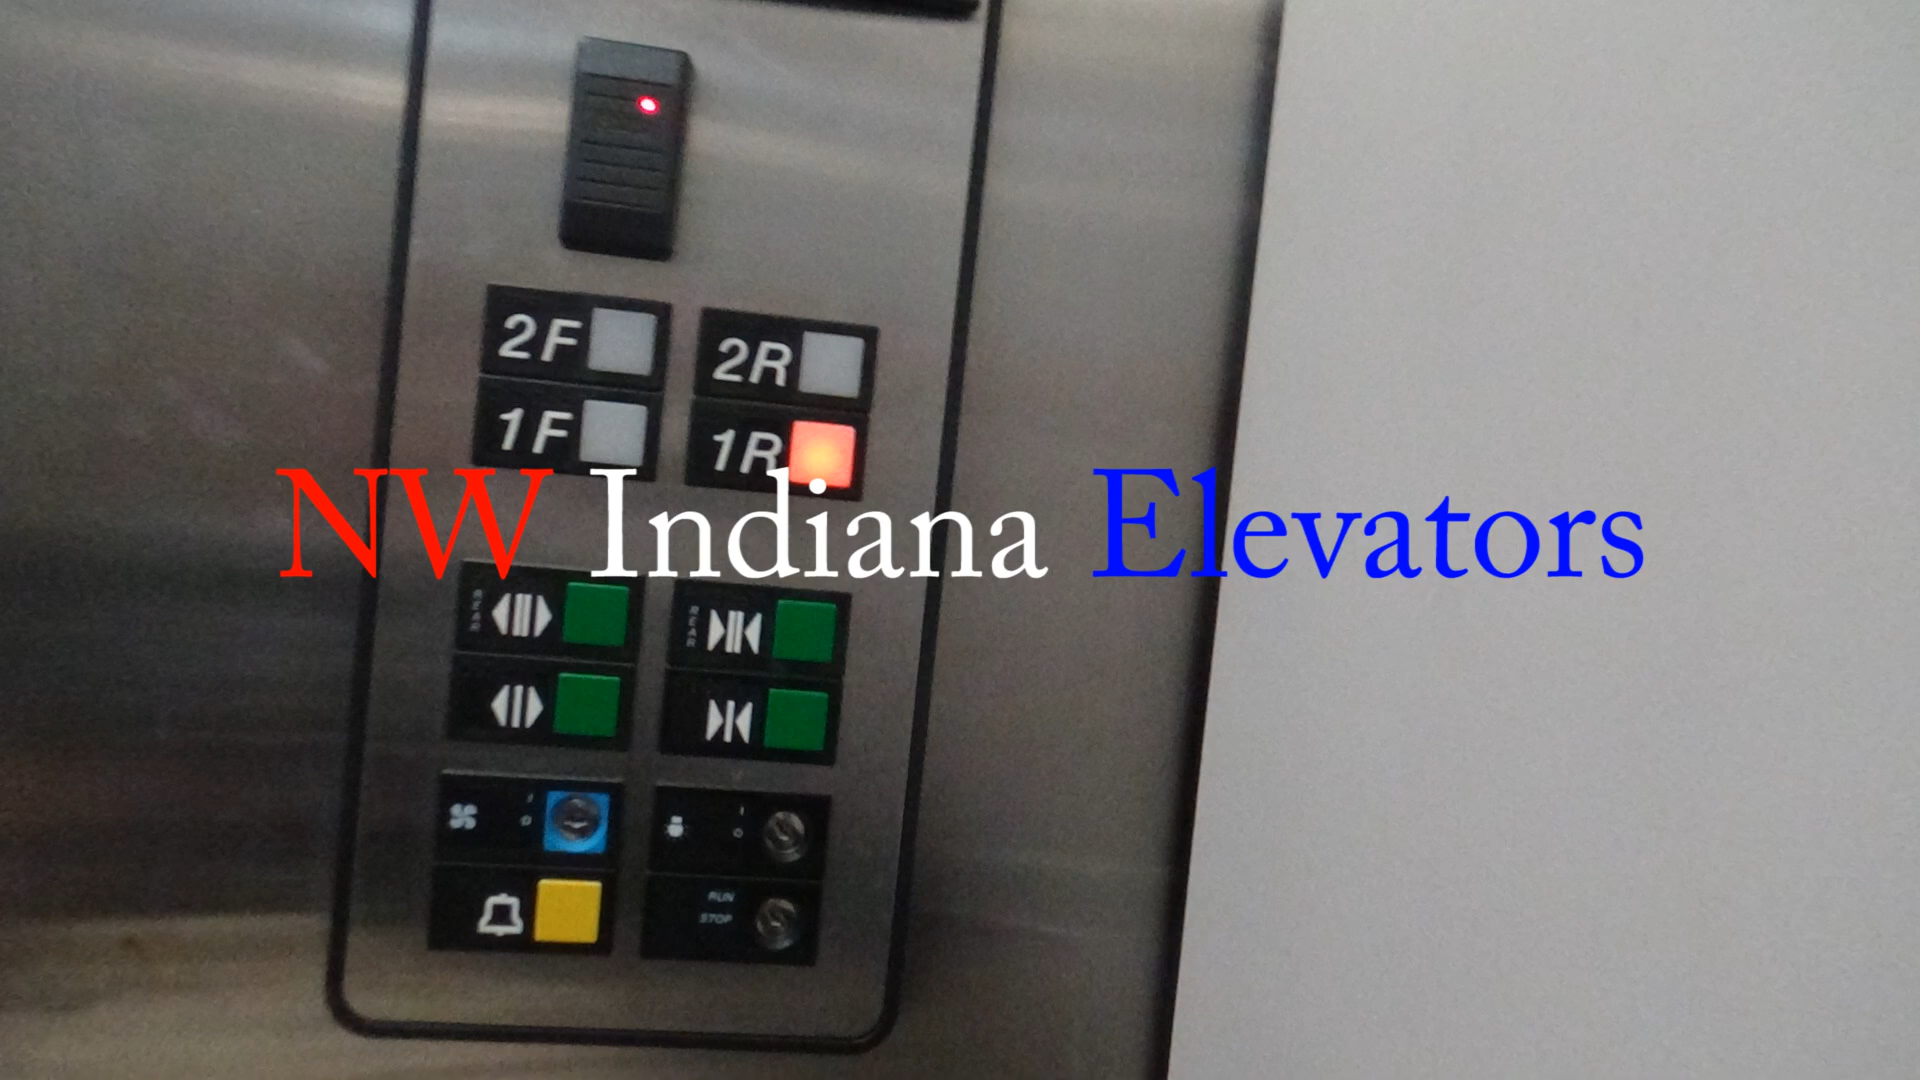 2F 2R
1F 1R
NW Indiana Elevators
REAR REAR
I I
O O
RUN
STOP